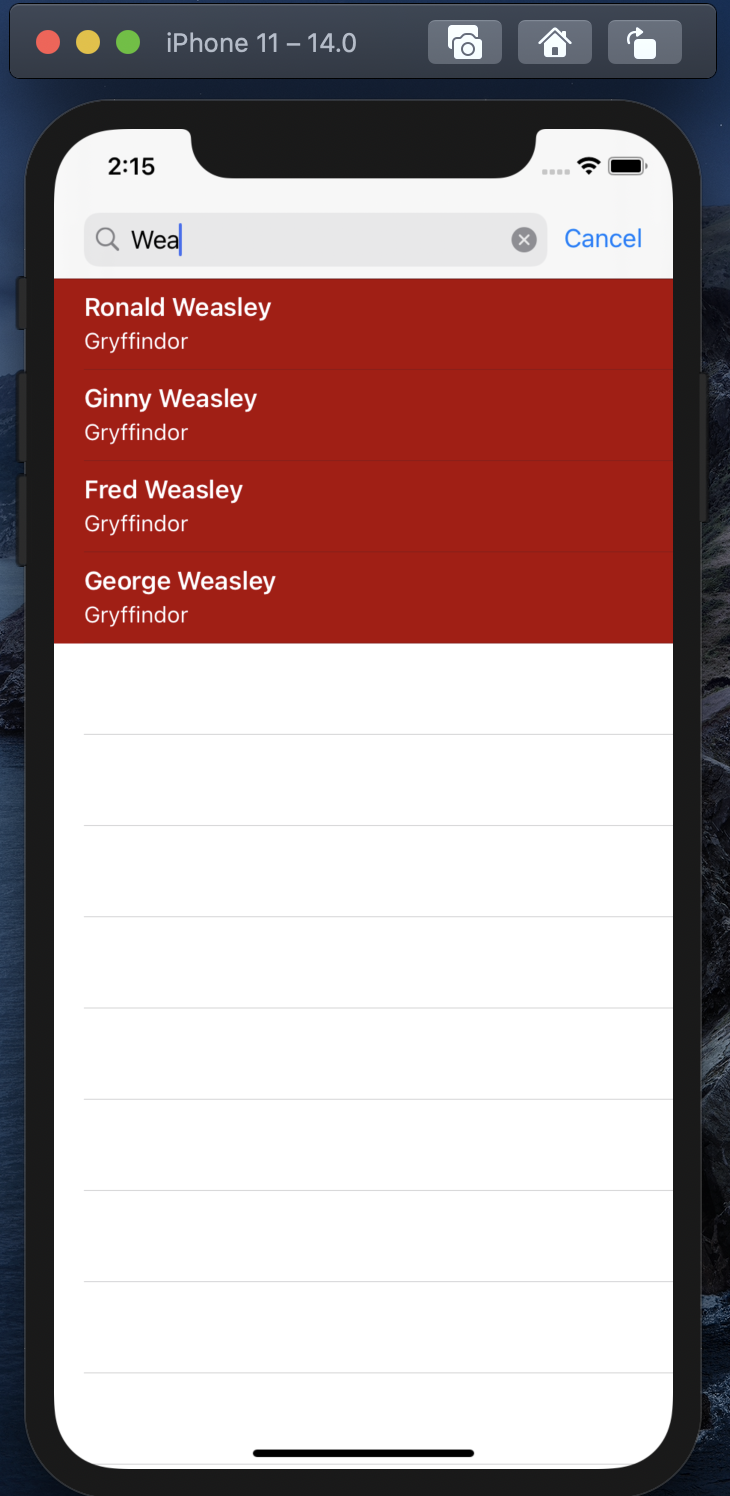 iPhone 11 – 14.0
2:15
Wea
Cancel
Ronald Weasley
Gryffindor
Ginny Weasley
Gryffindor
Fred Weasley
Gryffindor
George Weasley
Gryffindor